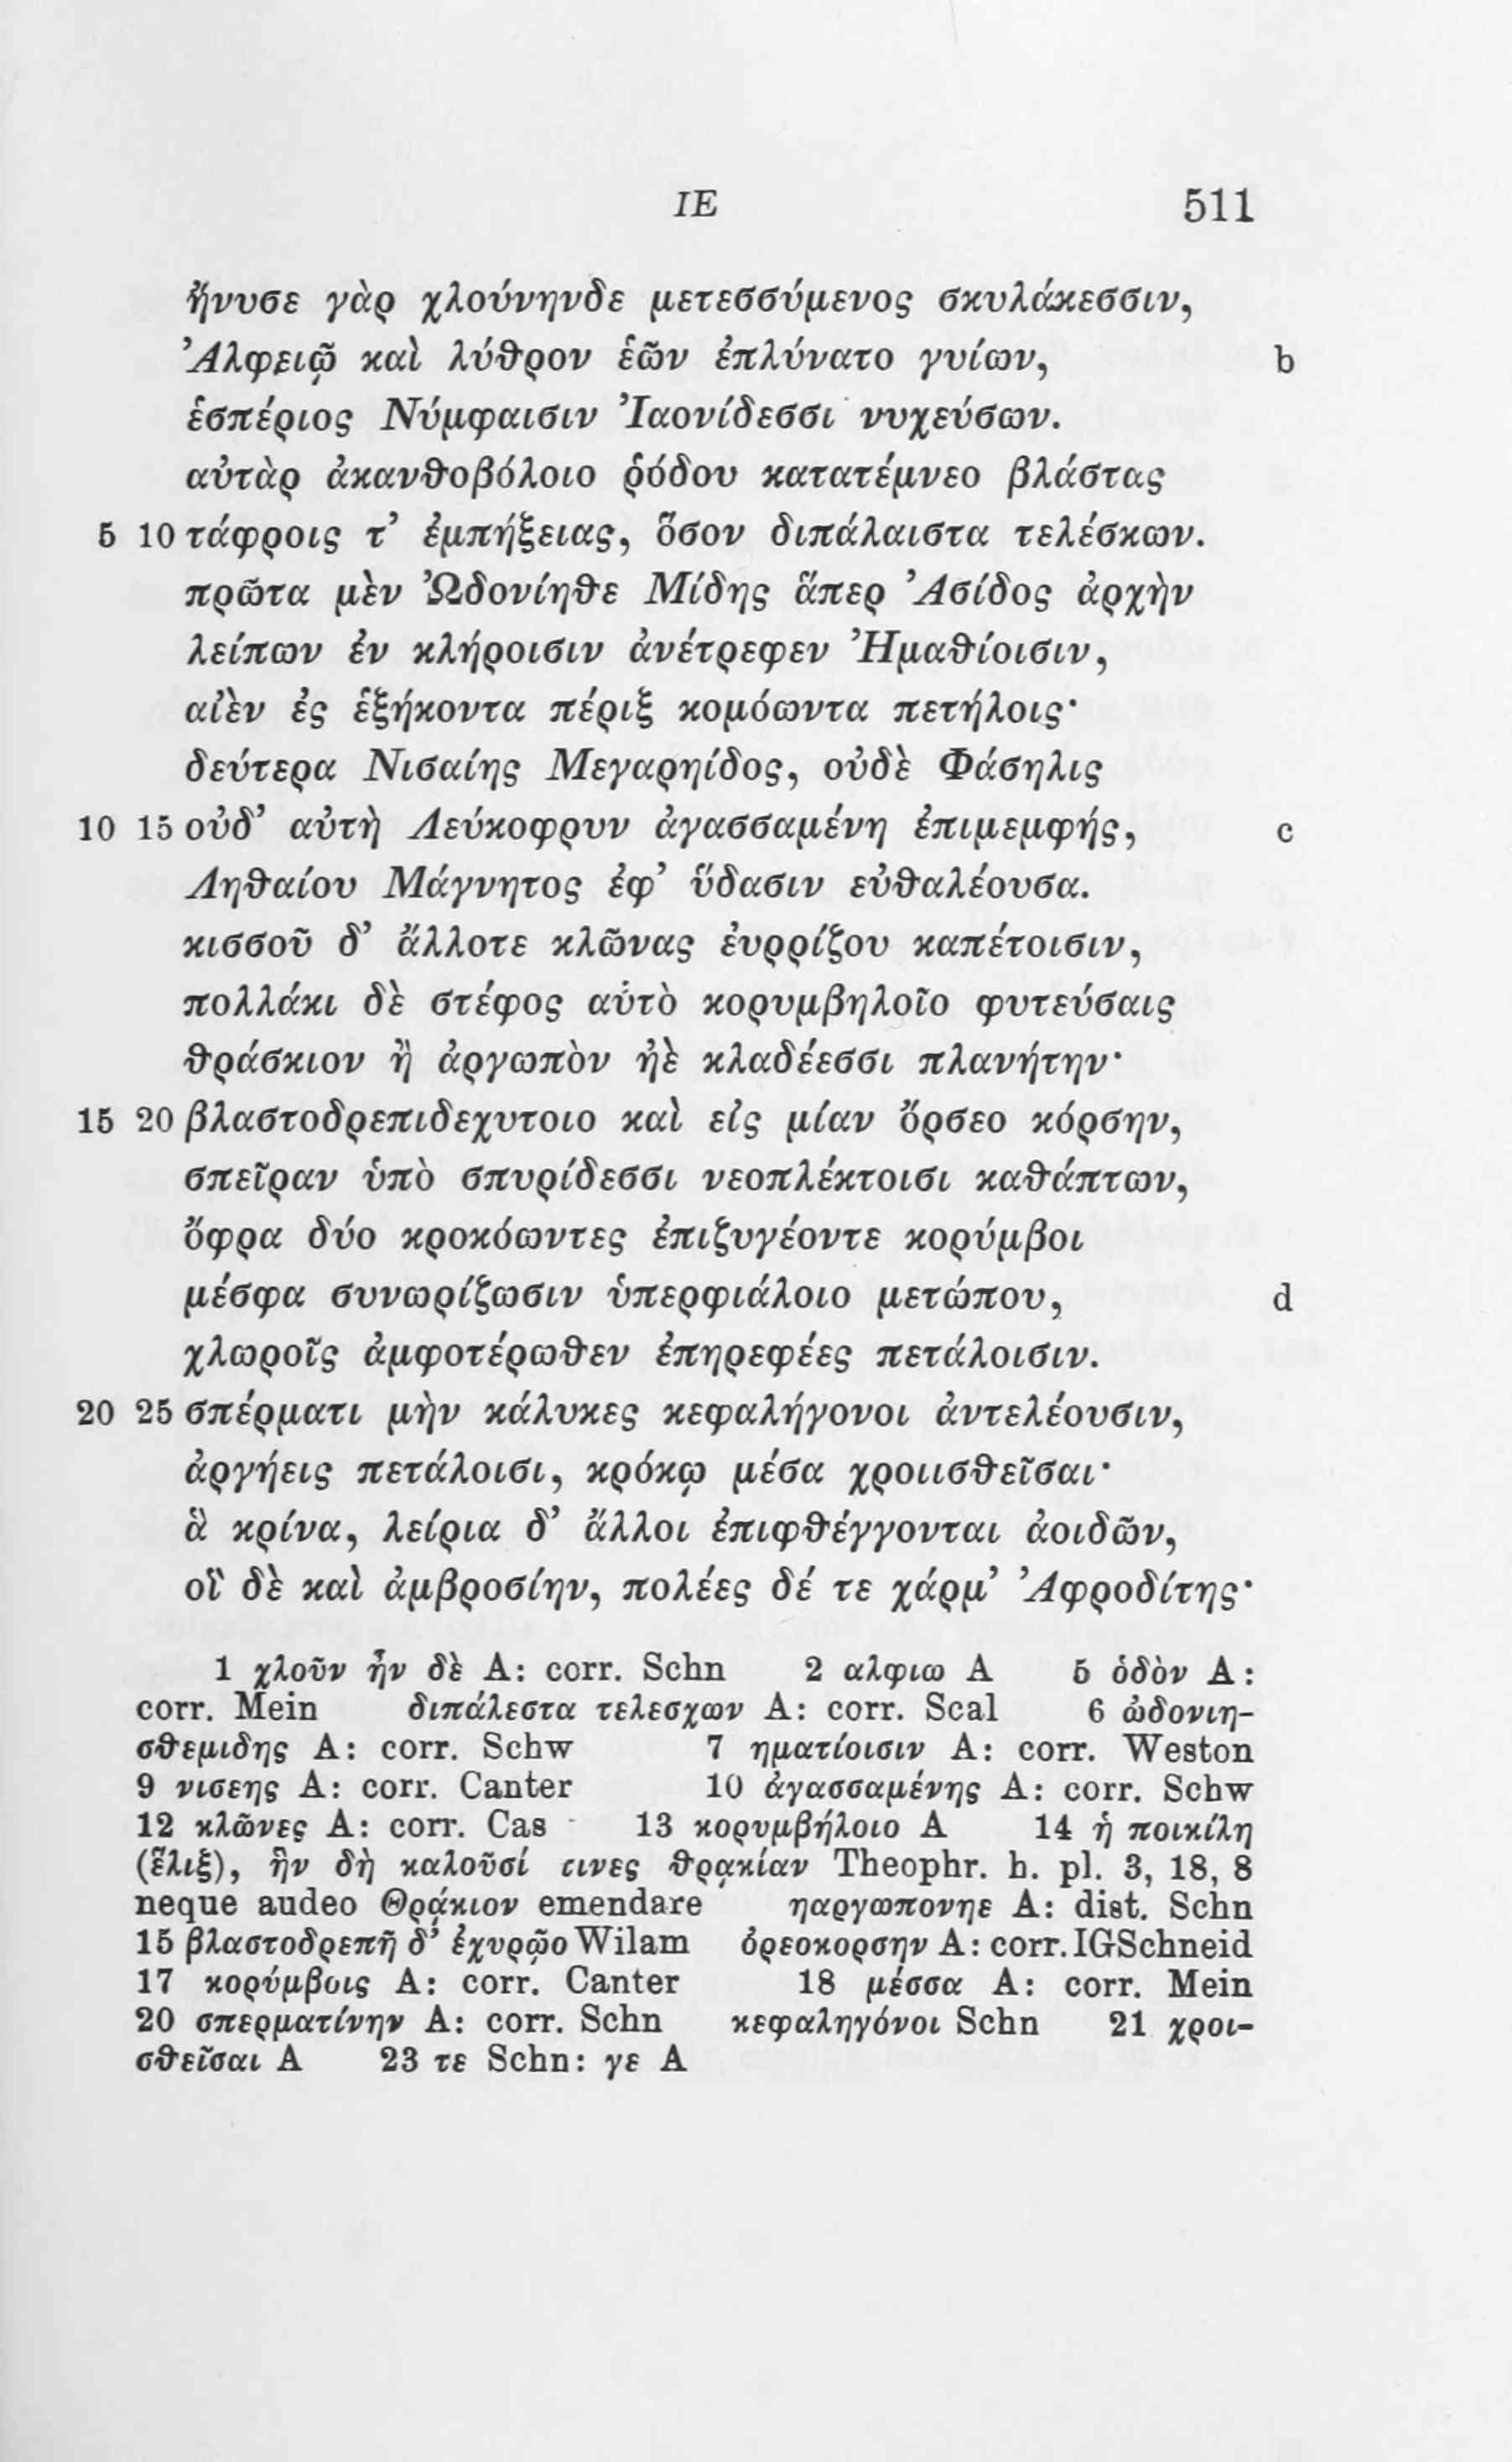 ΙΕ 511
ἤνυσε γὰρ χλούνηνδε μετεσσύμενος σκυλάκεσσιν,
Ἀλφειῷ καὶ λύθρον ἑῶν ἐπλύνατο γυίων, b
ἑσπέριος Νύμφαισιν Ἰαονίδεσσι νυχεύσων.
αὐτὰρ ἀκανθοβόλοιο ῥόδου κατατέμνεο βλάστας
5 10 τάφροις τ’ ἐμπήξειας, ὅσον διπάλαιστα τελέσκων.
πρῶτα μὲν Ὠδονίηθε Μίδης ἅπερ Ἀσίδος ἀρχὴν
λείπων ἐν κλήροισιν ἀνέτρεφεν Ἠμαθίοισιν,
αἰὲν ἐς ἑξήκοντα πέριξ κομόωντα πετήλοις·
δεύτερα Νισαίης Μεγαρηίδος, οὐδὲ Φάσηλις
10 15 οὐδ’ αὐτὴ Λεύκοφρυν ἀγασσαμένη ἐπιμεμφής, c
Ληθαίου Μάγνητος ἐφ’ ὕδασιν εὐθαλέουσα.
κισσοῦ δ’ ἄλλοτε κλῶνας ἐυρρίζου καπέτοισιν,
πολλάκι δὲ στέφος αὐτὸ κορυμβηλοῖο φυτεύσαις
θράσκιον ἢ ἀργωπὸν ἠὲ κλαδέεσσι πλανήτην·
15 20 βλαστοδρεπιδεχυτοιο καὶ εἰς μίαν ὄρσεο κόρσην,
σπεῖραν ὑπὸ σπυρίδεσσι νεοπλέκτοισι καθάπτων,
ὄφρα δύο κροκόωντες ἐπιζυγέοντε κορύμβοι
μέσφα συνωρίζωσιν ὑπερφιάλοιο μετώπου, d
χλωροῖς ἀμφοτέρωθεν ἐπηρεφέες πετάλοισιν.
20 25 σπέρματι μὴν κάλυκες κεφαλήγονοι ἀντελέουσιν,
ἀργήεις πετάλοισι, κρόκῳ μέσα χροιισθεῖσαι·
ἃ κρίνα, λείρια δ’ ἄλλοι ἐπιφθέγγονται ἀοιδῶν,
οἳ δὲ καὶ ἀμβροσίην, πολέες δέ τε χάρμ’ Ἀφροδίτης·
1 χλοῦν ἦν δὲ A: corr. Schn 2 αλφιω A 5 ὁδὸν A:
corr. Mein διπάλεστα τελεσχων A: corr. Scal 6 ὠδονιη-
σθεμιδης A: corr. Schw 7 ηματίοισιν A: corr. Weston
9 νισεης A: corr. Canter 10 ἀγασσαμένης A: corr. Schw
12 κλῶνες A: corr. Cas 13 κορυμβήλοιο A 14 ἡ ποικίλη
(ἕλιξ), ἣν δὴ καλοῦσί τινες θρᾳκίαν Theophr. h. pl. 3, 18, 8
neque audeo Θρᾴκιον emendare ηαργωπονηε A: dist. Schn
15 βλαστοδρεπῆ δ’ ἐχυρῷο Wilam ὀρεοκορσην A: corr. IGSchneid
17 κορύμβοις A: corr. Canter 18 μέσσα A: corr. Mein
20 σπερματίνην A: corr. Schn κεφαληγόνοι Schn 21 χροι-
σθεῖσαι A 23 τε Schn: γε A